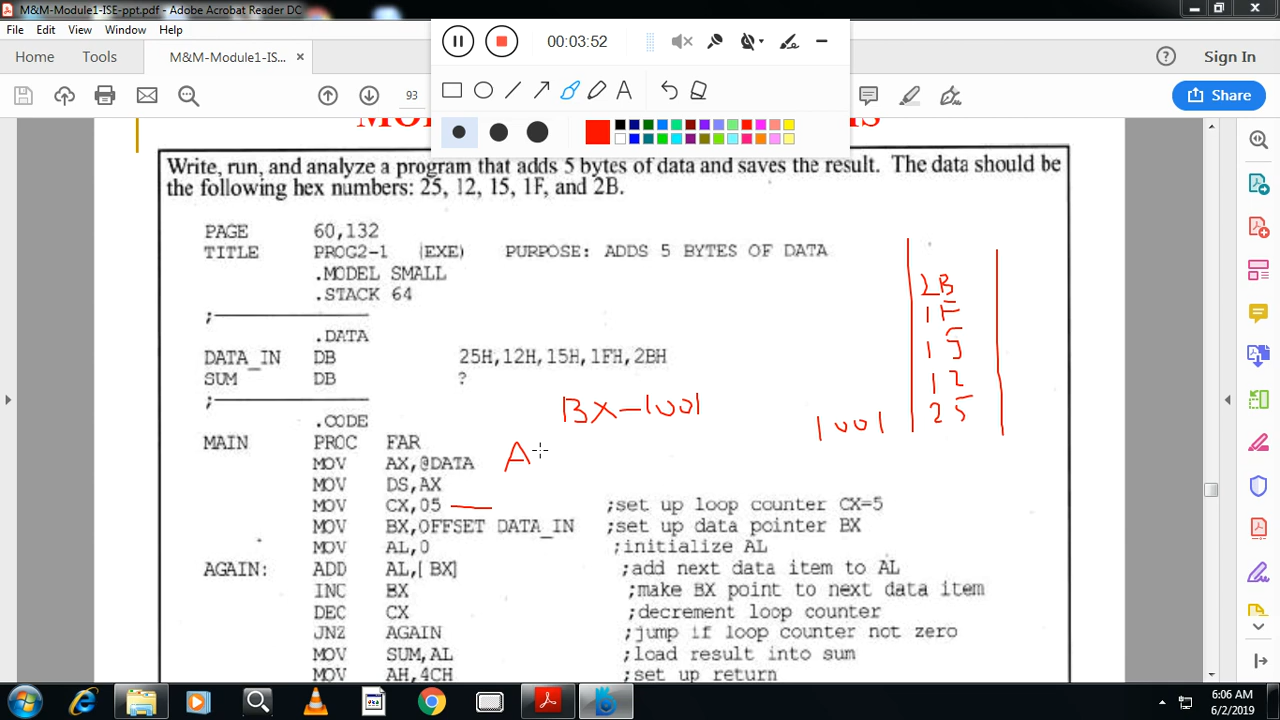 M&M-Module1-ISE-ppt.pdf - Adobe Acrobat Reader DC
File Edit View Window Help
00:03:52
Home Tools M&M-Module1-IS... × ? Sign In
A
93
Share
Write, run, and analyze a program that adds 5 bytes of data and saves the result. The data should be
the following hex numbers: 25, 12, 15, 1F, and 2B.
PAGE 60,132
TITLE PROG2-1 (EXE) PURPOSE: ADDS 5 BYTES OF DATA
.MODEL SMALL
.STACK 64
;
.DATA
DATA_IN DB 25H,12H,15H,1FH,2BH
SUM DB ?
;
.CODE
MAIN PROC FAR
MOV AX,@DATA
MOV DS,AX
MOV CX,05 ;set up loop counter CX=5
MOV BX,OFFSET DATA_IN ;set up data pointer BX
MOV AL,0 ;initialize AL
AGAIN: ADD AL,[BX] ;add next data item to AL
INC BX ;make BX point to next data item
DEC CX ;decrement loop counter
JNZ AGAIN ;jump if loop counter not zero
MOV SUM,AL ;load result into sum
MOV AH,4CH ;set up return
2B
1F
15
12
25
1001
BX-1001
A
6:06 AM
6/2/2019